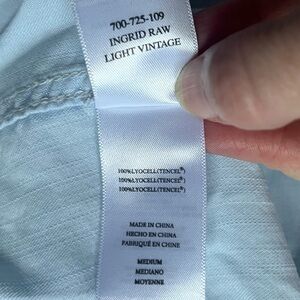 700-725-109
INGRID RAW
LIGHT VINTAGE
100%LYOCELL(TENCEL®)
100%LYOCELL(TENCEL®)
100%LYOCELL(TENCEL®)
MADE IN CHINA
HECHO EN CHINA
FABRIQUÉ EN CHINE
MEDIUM
MEDIANO
MOYENNE